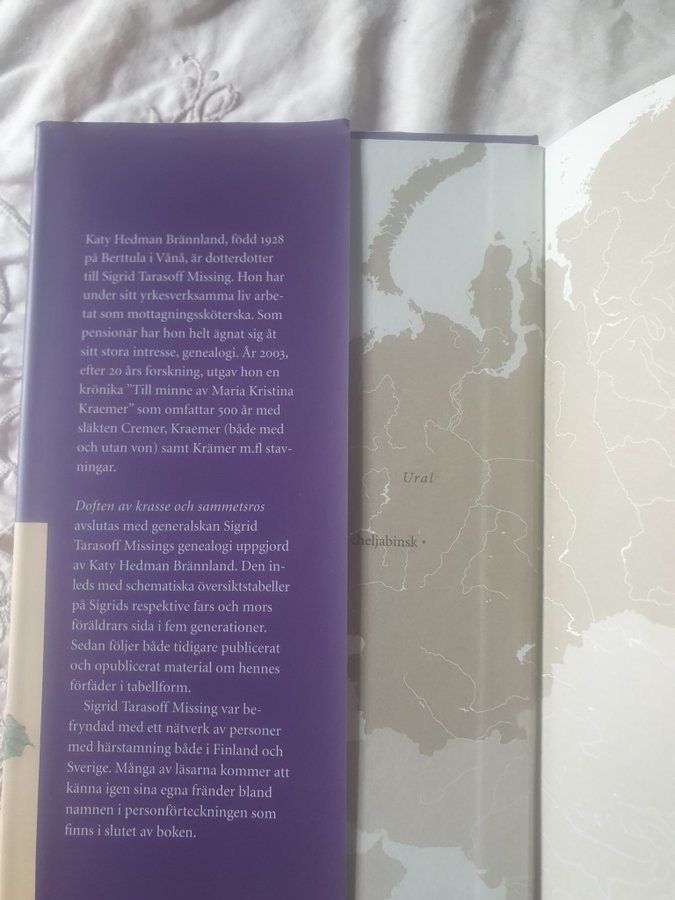 Katy Hedman Brännland, född 1928
på Berttula i Vånå, är dotterdotter
till Sigrid Tarasoff Missing. Hon har
under sitt yrkesverksamma liv arbe-
tat som mottagningssköterska. Som
pensionär har hon helt ägnat sig åt
sitt stora intresse, genealogi. År 2003,
efter 20 års forskning, utgav hon en
krönika ”Till minne av Maria Kristina
Kraemer” som omfattar 500 år med
släkten Cremer, Kraemer (både med
och utan von) samt Krämer m.fl stav-
ningar.
Doften av krasse och sammetsros
avslutas med generalskan Sigrid
Tarasoff Missings genealogi uppgjord
av Katy Hedman Brännland. Den in-
leds med schematiska översiktstabeller
på Sigrids respektive fars och mors
föräldrars sida i fem generationer.
Sedan följer både tidigare publicerat
och opublicerat material om hennes
förfäder i tabellform.
Sigrid Tarasoff Missing var be-
fryndad med ett nätverk av personer
med härstamning både i Finland och
Sverige. Många av läsarna kommer att
känna igen sina egna fränder bland
namnen i personförteckningen som
finns i slutet av boken.
Ural
cheljabinsk